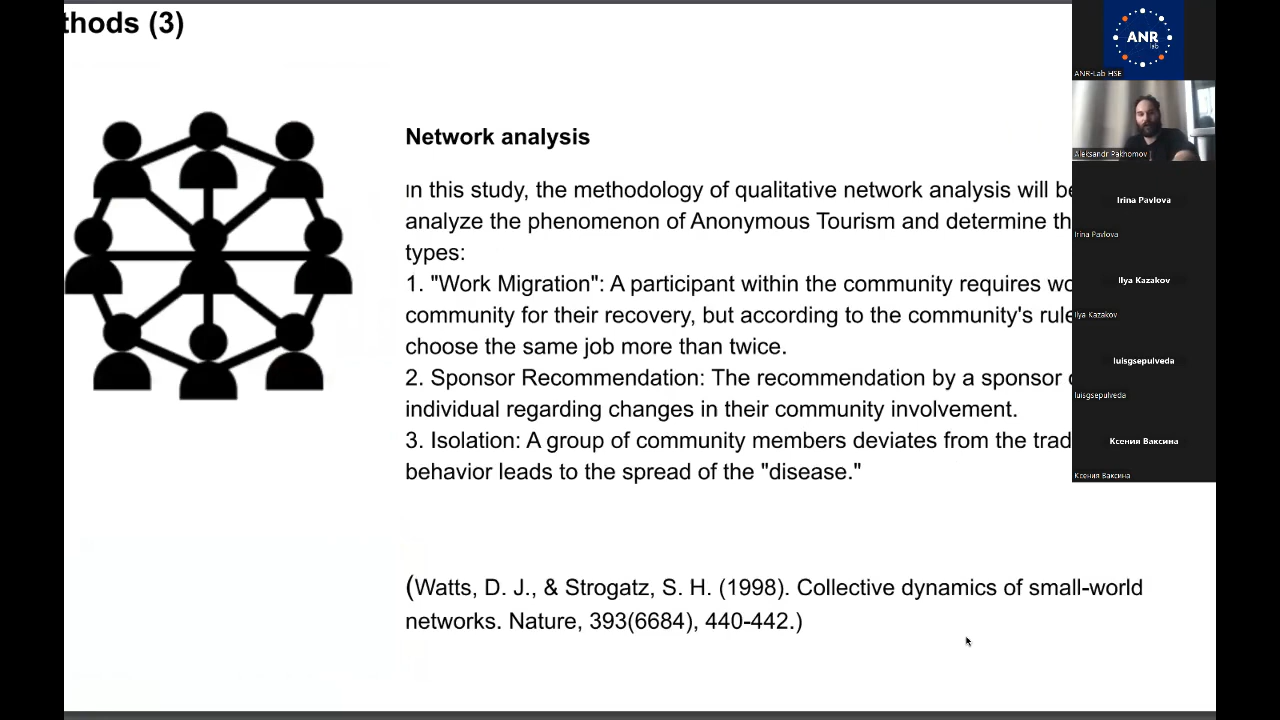 thods (3)
Network analysis
in this study, the methodology of qualitative network analysis will be
analyze the phenomenon of Anonymous Tourism and determine th
types:
1. "Work Migration": A participant within the community requires wo
community for their recovery, but according to the community's rule
choose the same job more than twice.
2. Sponsor Recommendation: The recommendation by a sponsor o
individual regarding changes in their community involvement.
3. Isolation: A group of community members deviates from the trad
behavior leads to the spread of the "disease."
(Watts, D. J., & Strogatz, S. H. (1998). Collective dynamics of small-world
networks. Nature, 393(6684), 440-442.)
ANR
lab
ANR-Lab HSE
Aleksandr Pakhomov
Irina Pavlova
Irina Pavlova
Ilya Kazakov
Ilya Kazakov
luisgsepulveda
luisgsepulveda
Ксения Ваксина
Ксения Ваксина